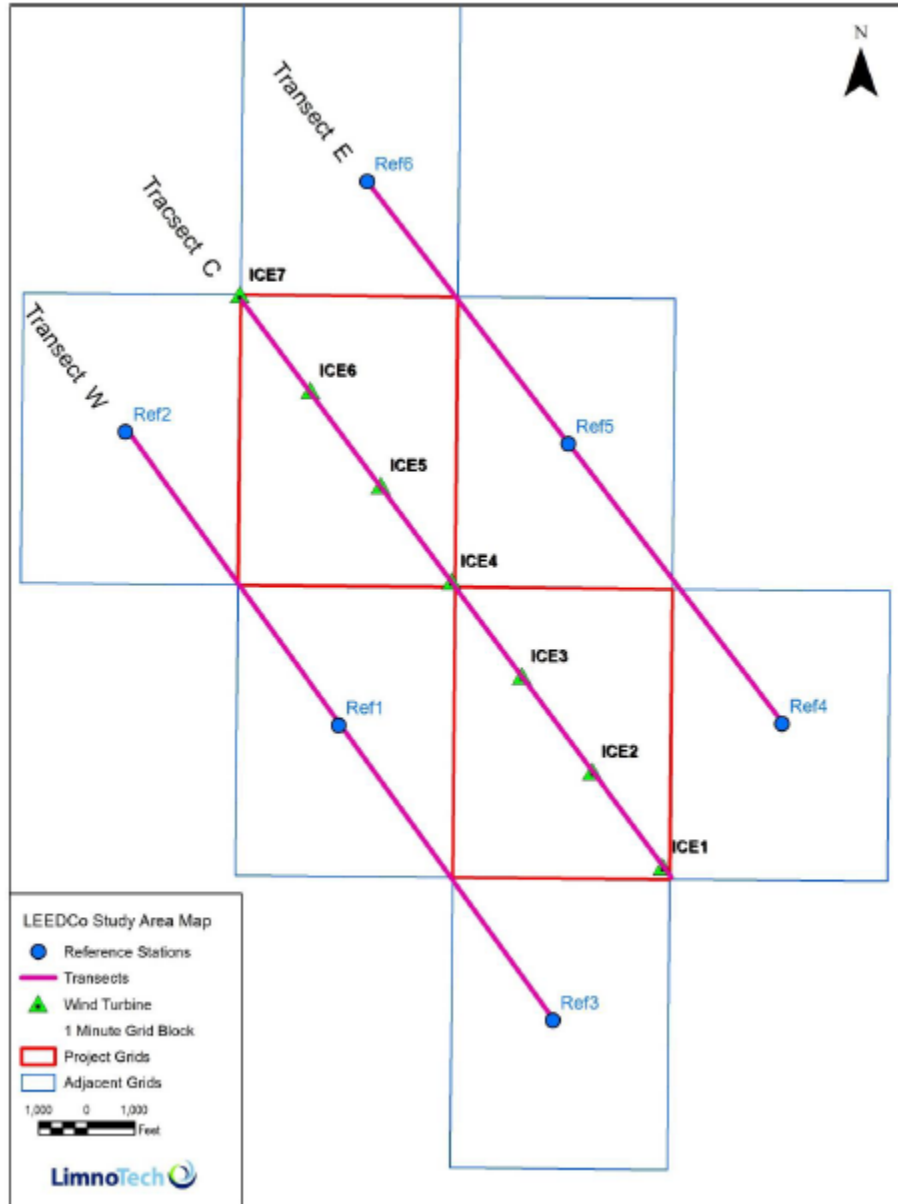 N
Transect E
Ref6
Tracsect C
ICE7
Transect W
ICE6
Ref2
Ref5
ICE5
ICE4
ICE3
Ref1
Ref4
ICE2
ICE1
Ref3
LEEDCo Study Area Map
Reference Stations
Transects
Wind Turbine
1 Minute Grid Block
Project Grids
Adjacent Grids
1,000 0 1,000
Feet
LimnoTech